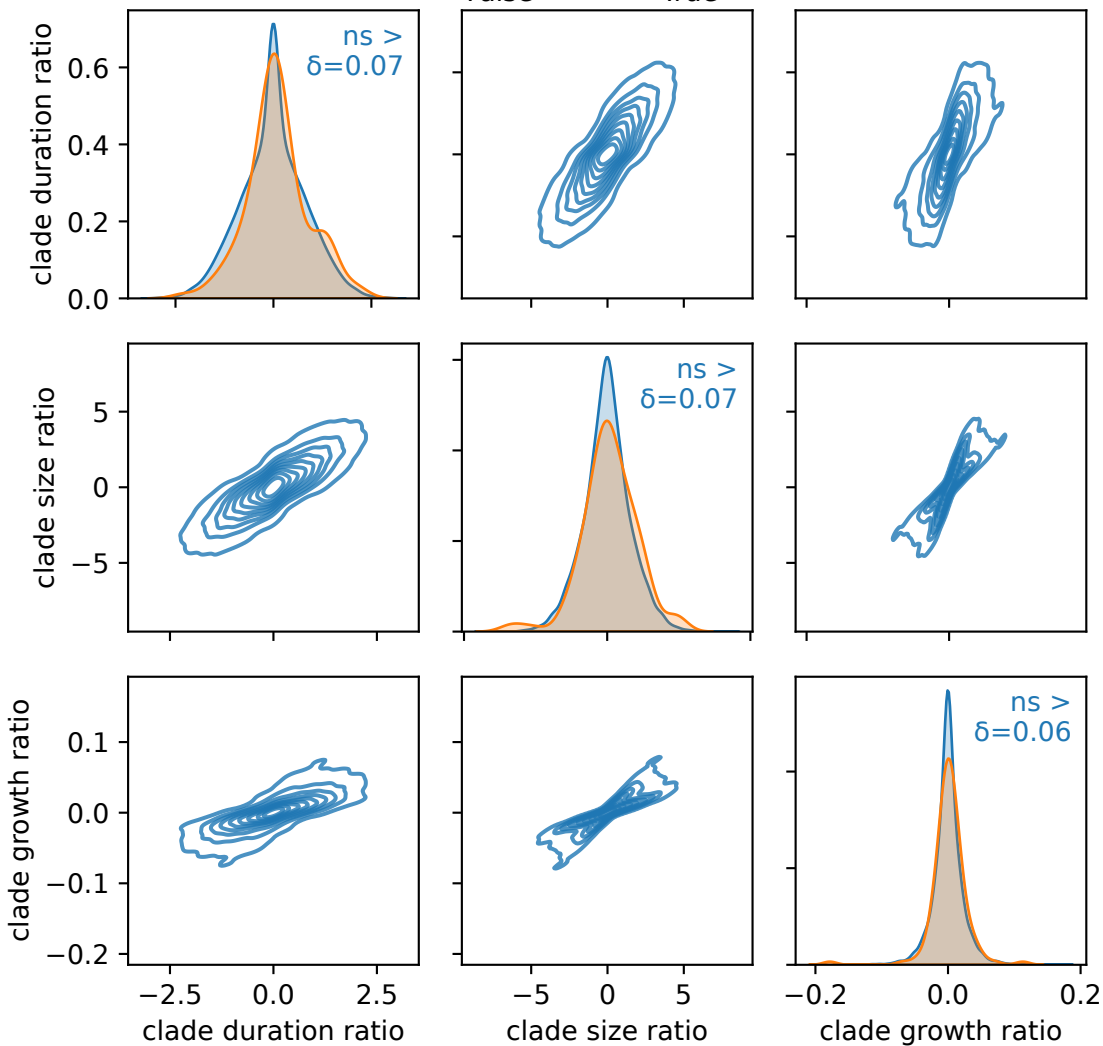 False True
clade duration ratio
0.6
0.4
0.2
0.0
ns >
δ=0.07
clade size ratio
5
0
−5
ns >
δ=0.07
clade growth ratio
0.1
0.0
−0.1
−0.2
ns >
δ=0.06
−2.5 0.0 2.5
−5 0 5
−0.2 0.0 0.2
clade duration ratio
clade size ratio
clade growth ratio